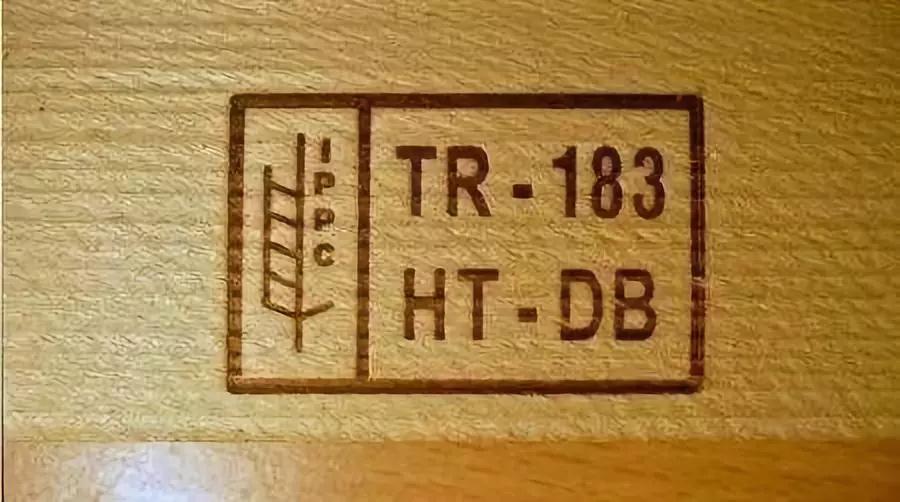 IPPC
TR - 183
HT - DB